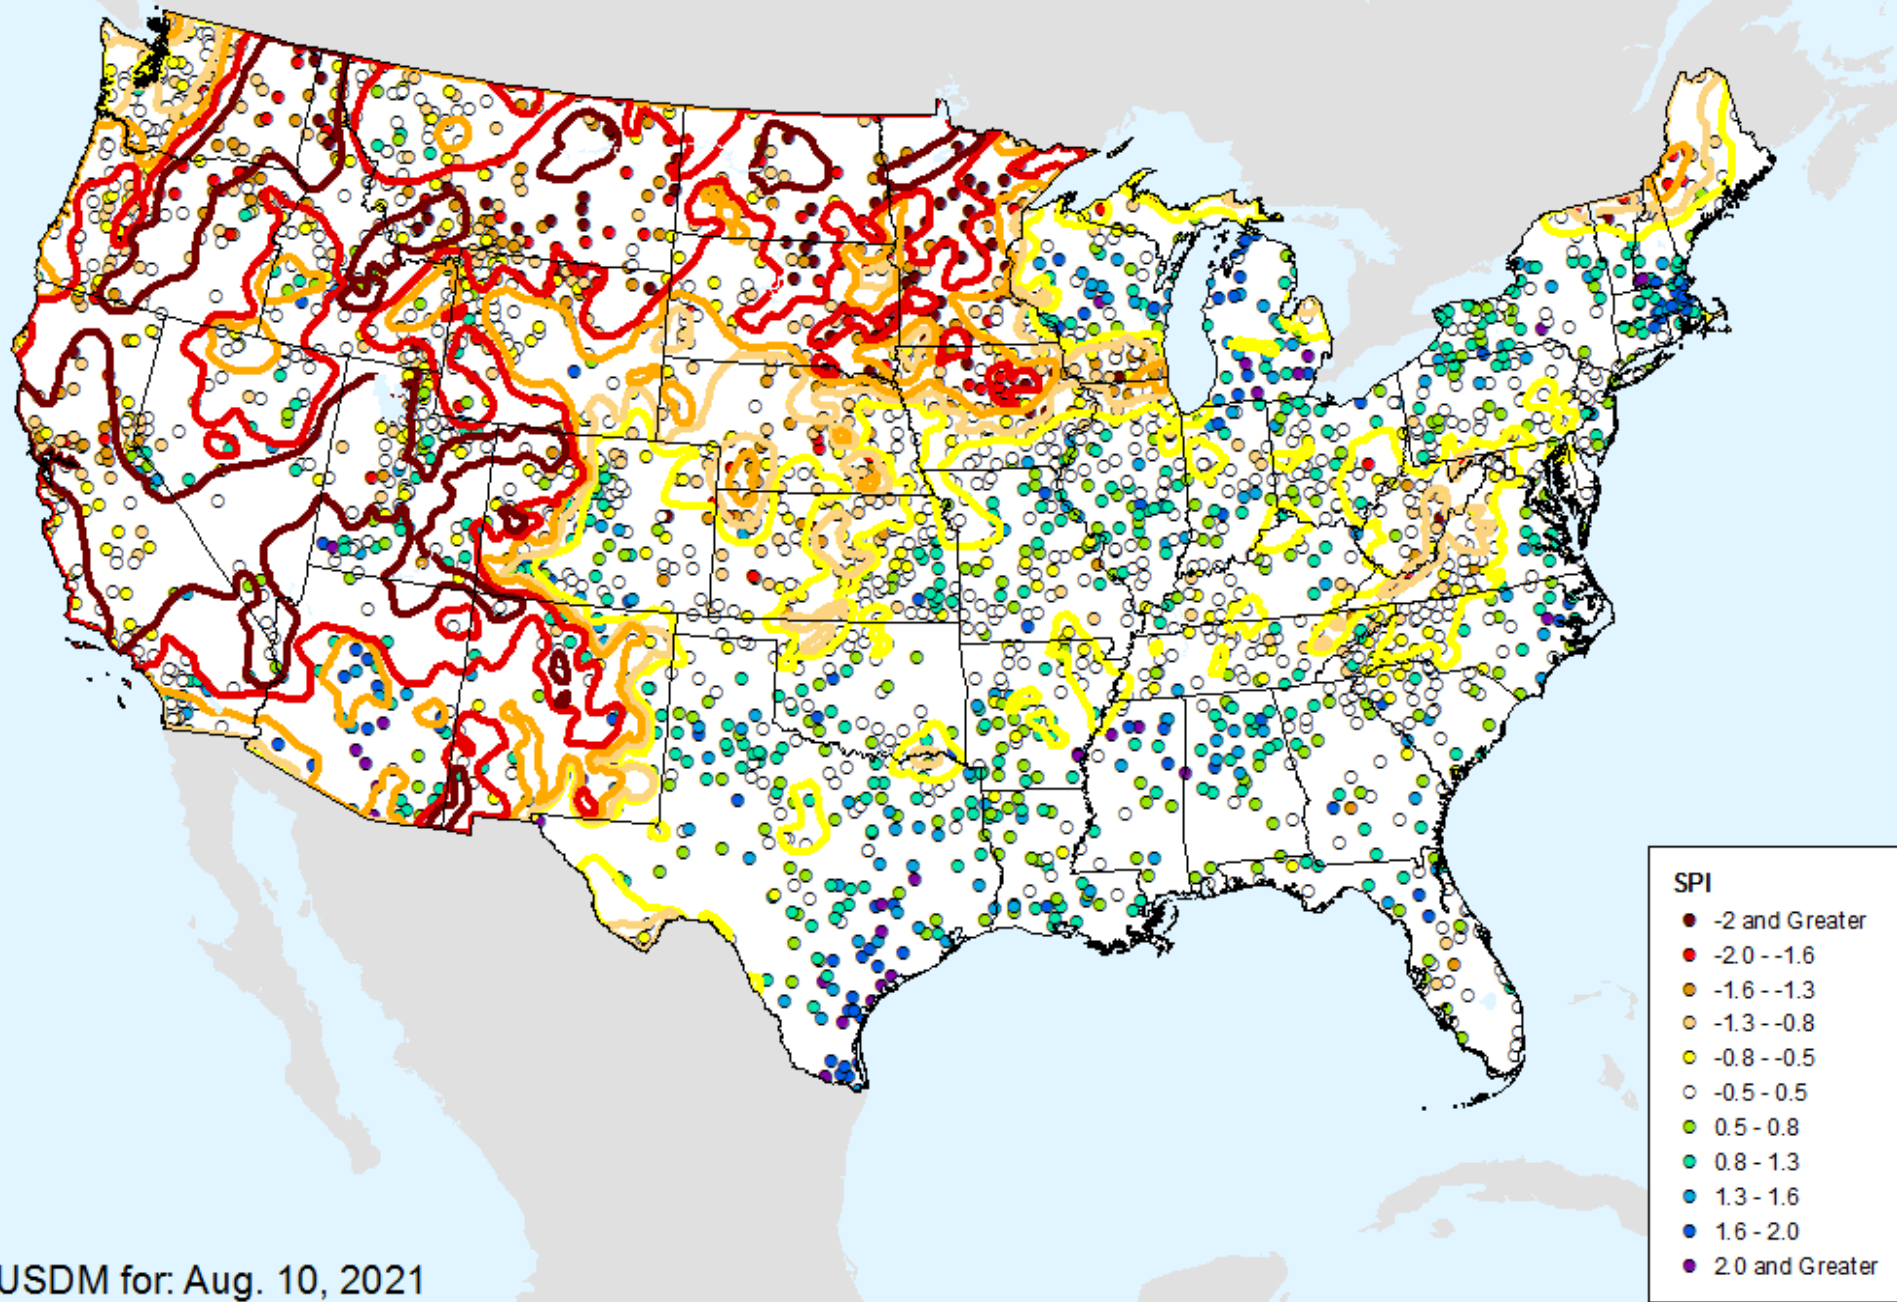 SPI
-2 and Greater
-2.0 - -1.6
-1.6 - -1.3
-1.3 - -0.8
-0.8 - -0.5
-0.5 - 0.5
0.5 - 0.8
0.8 - 1.3
1.3 - 1.6
1.6 - 2.0
2.0 and Greater
USDM for: Aug. 10, 2021